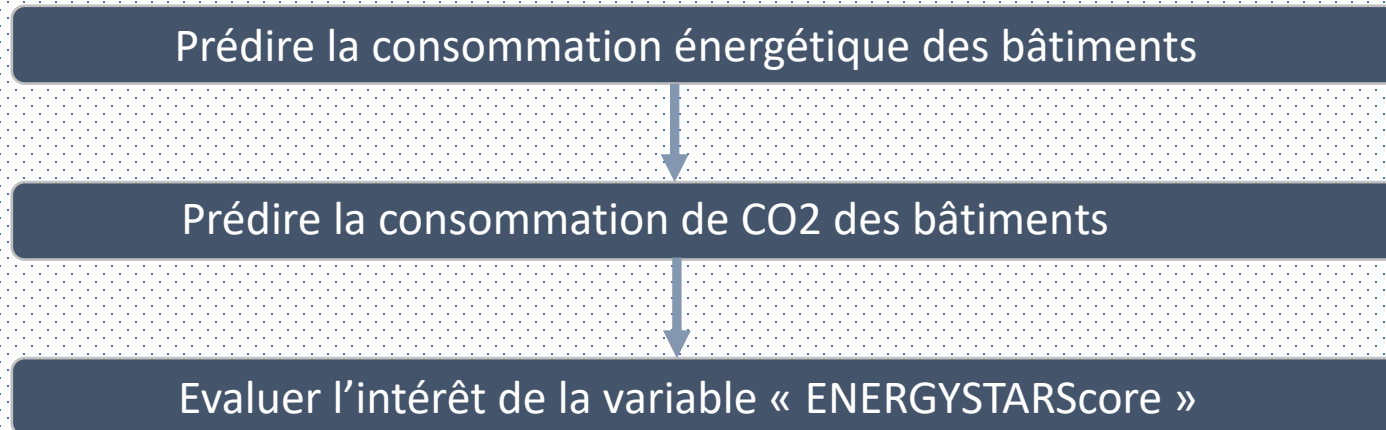 Prédire la consommation énergétique des bâtiments
Prédire la consommation de CO2 des bâtiments
Evaluer l’intérêt de la variable « ENERGYSTARScore »